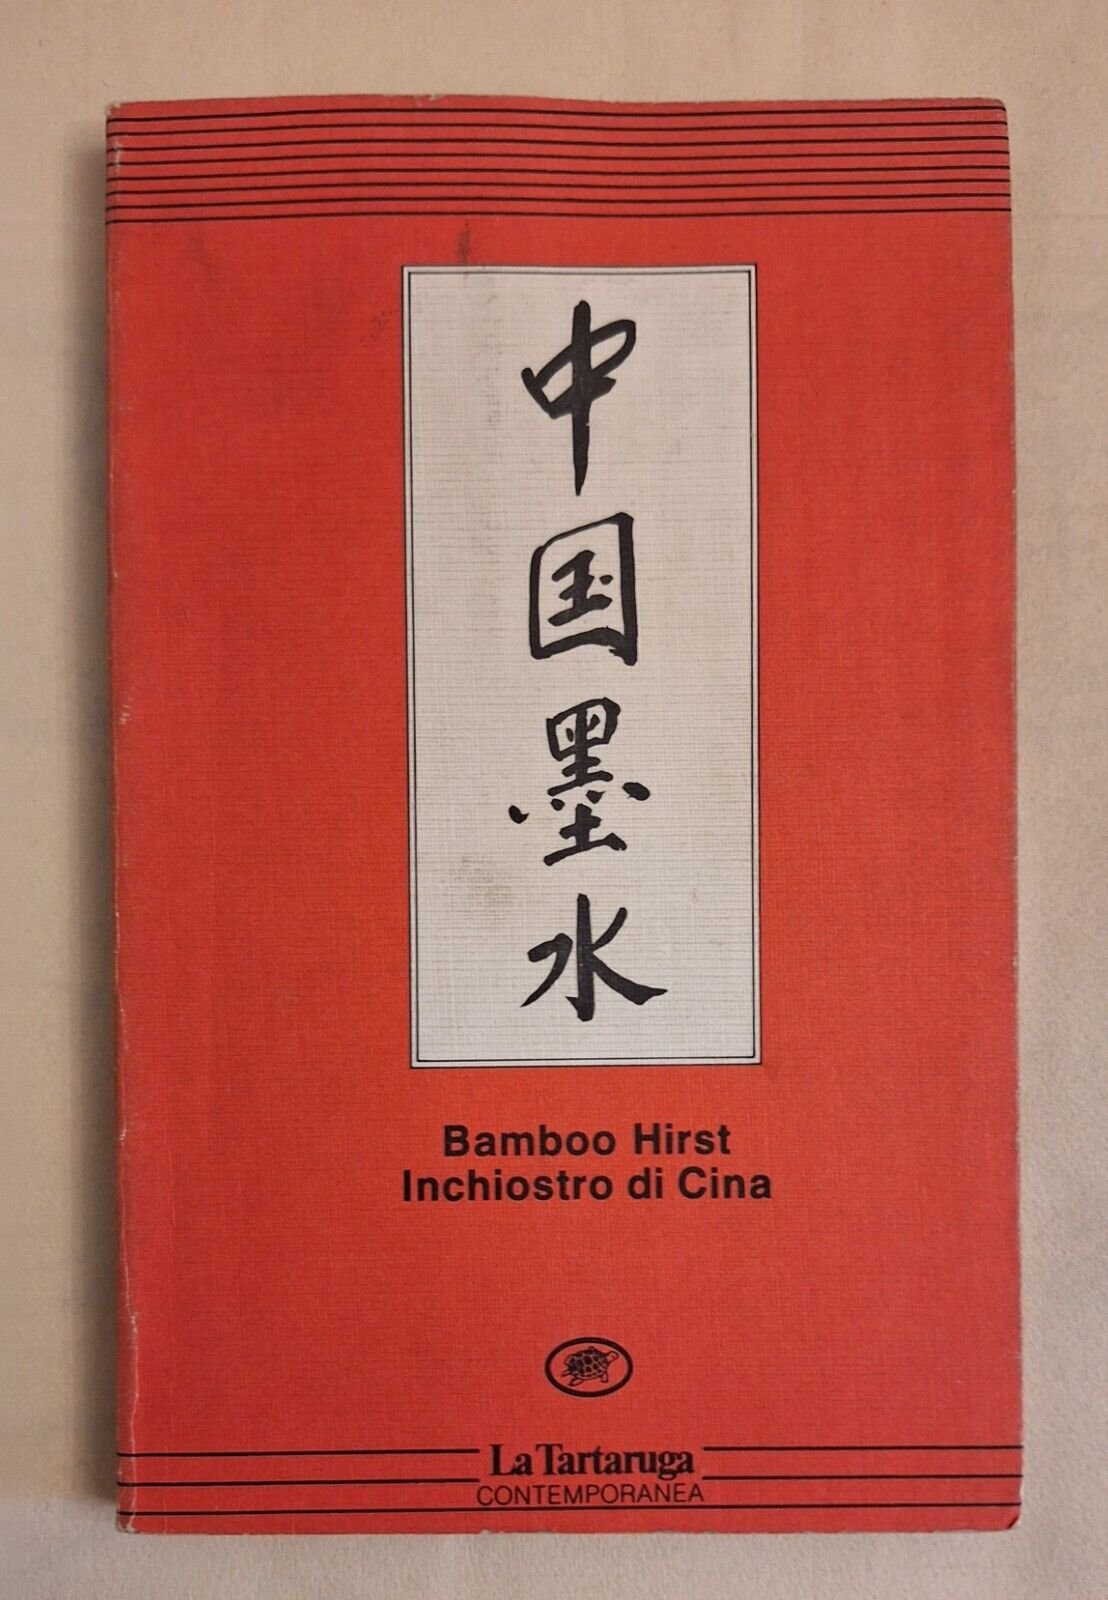 中国墨水
Bamboo Hirst
Inchiostro di Cina
La Tartaruga
CONTEMPORANEA